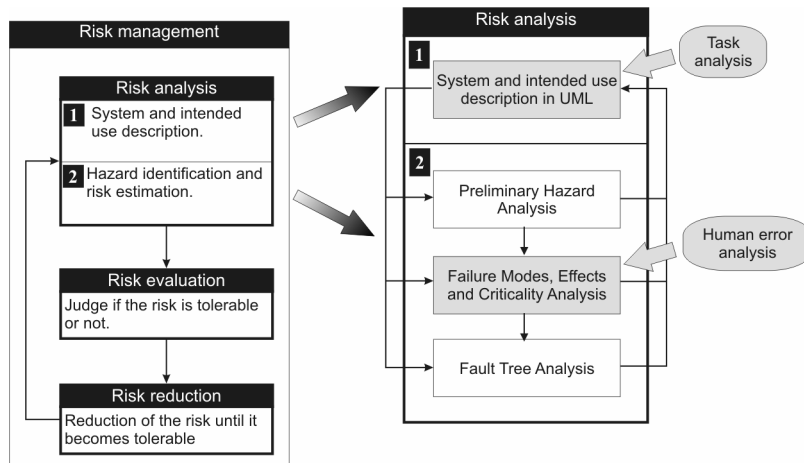 Risk management
Risk analysis
1 System and intended
use description.
2 Hazard identification and
risk estimation.
Risk evaluation
Judge if the risk is tolerable
or not.
Risk reduction
Reduction of the risk until it
becomes tolerable
Risk analysis
1
System and intended use
description in UML
Task
analysis
2
Preliminary Hazard
Analysis
Human error
analysis
Failure Modes, Effects
and Criticality Analysis
Fault Tree Analysis